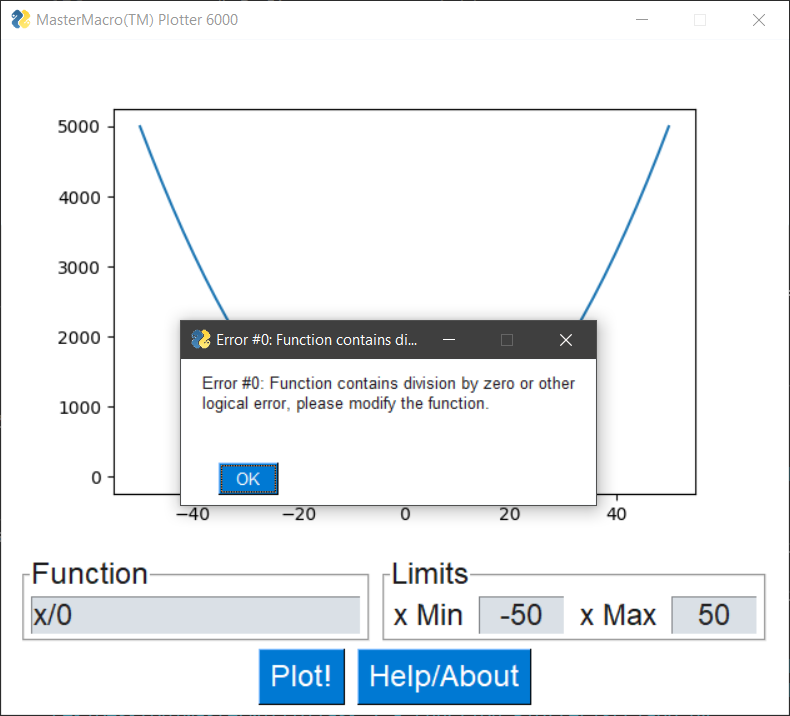 MasterMacro(TM) Plotter 6000
5000
4000
3000
2000
1000
0
Error #0: Function contains di...
Error #0: Function contains division by zero or other
logical error, please modify the function.
OK
−40 −20 0 20 40
Function
x/0
Limits
x Min -50 x Max 50
Plot! Help/About